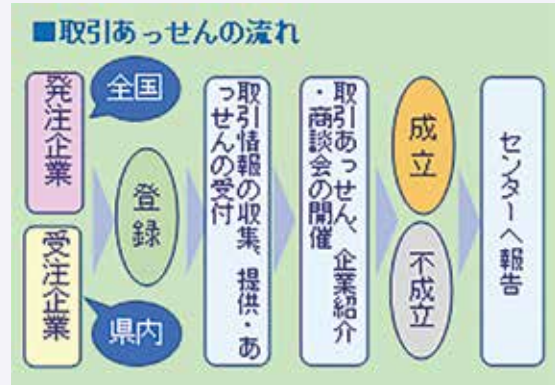 ■取引あっせんの流れ
発注企業
全国
受注企業
県内
登録
取引情報の収集、提供・あ
っせんの受付
取引あっせん、企業紹介
・商談会の開催
成立
不成立
センターへ報告